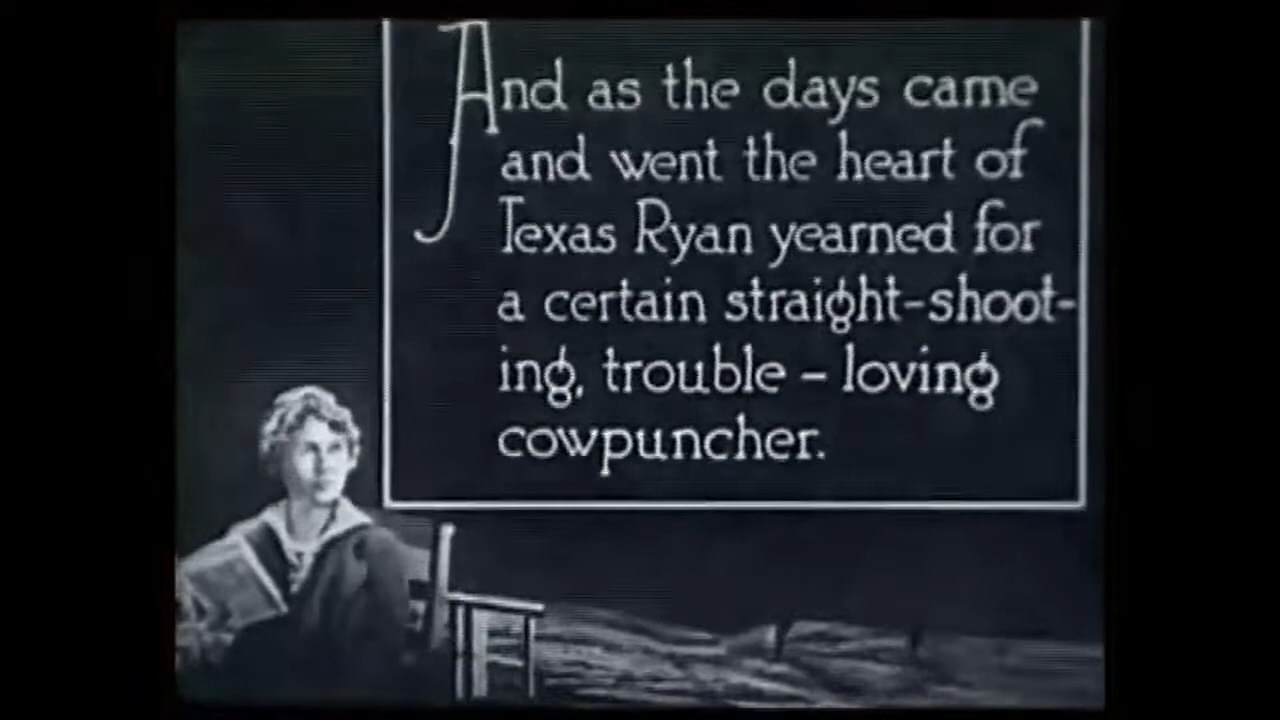 And as the days came
and went the heart of
Texas Ryan yearned for
a certain straight-shoot-
ing, trouble - loving
cowpuncher.